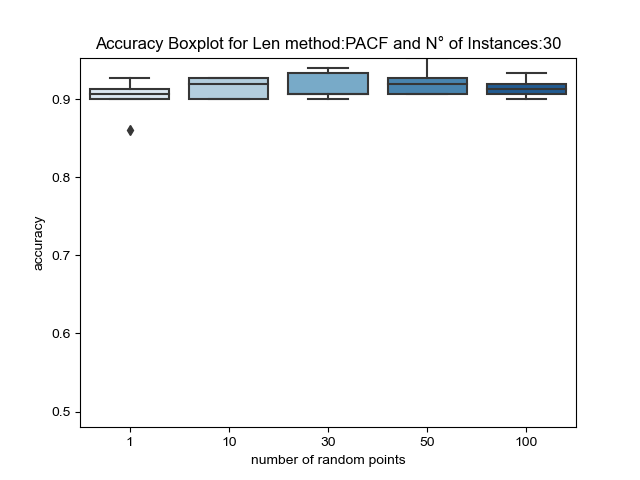 Accuracy Boxplot for Len method:PACF and N° of Instances:30
0.9
0.8
0.7
0.6
0.5
accuracy
1 10 30 50 100
number of random points